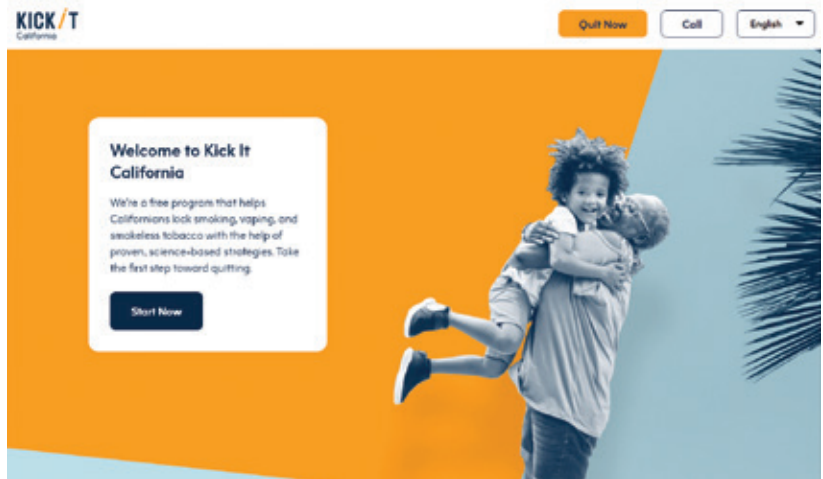 KICK/T
California
Quit Now
Call
English
Welcome to Kick It
California
We're a free program that helps
Californians kick smoking, vaping, and
smokeless tobacco with the help of
proven, science-based strategies. Take
the first step toward quitting.
Start Now